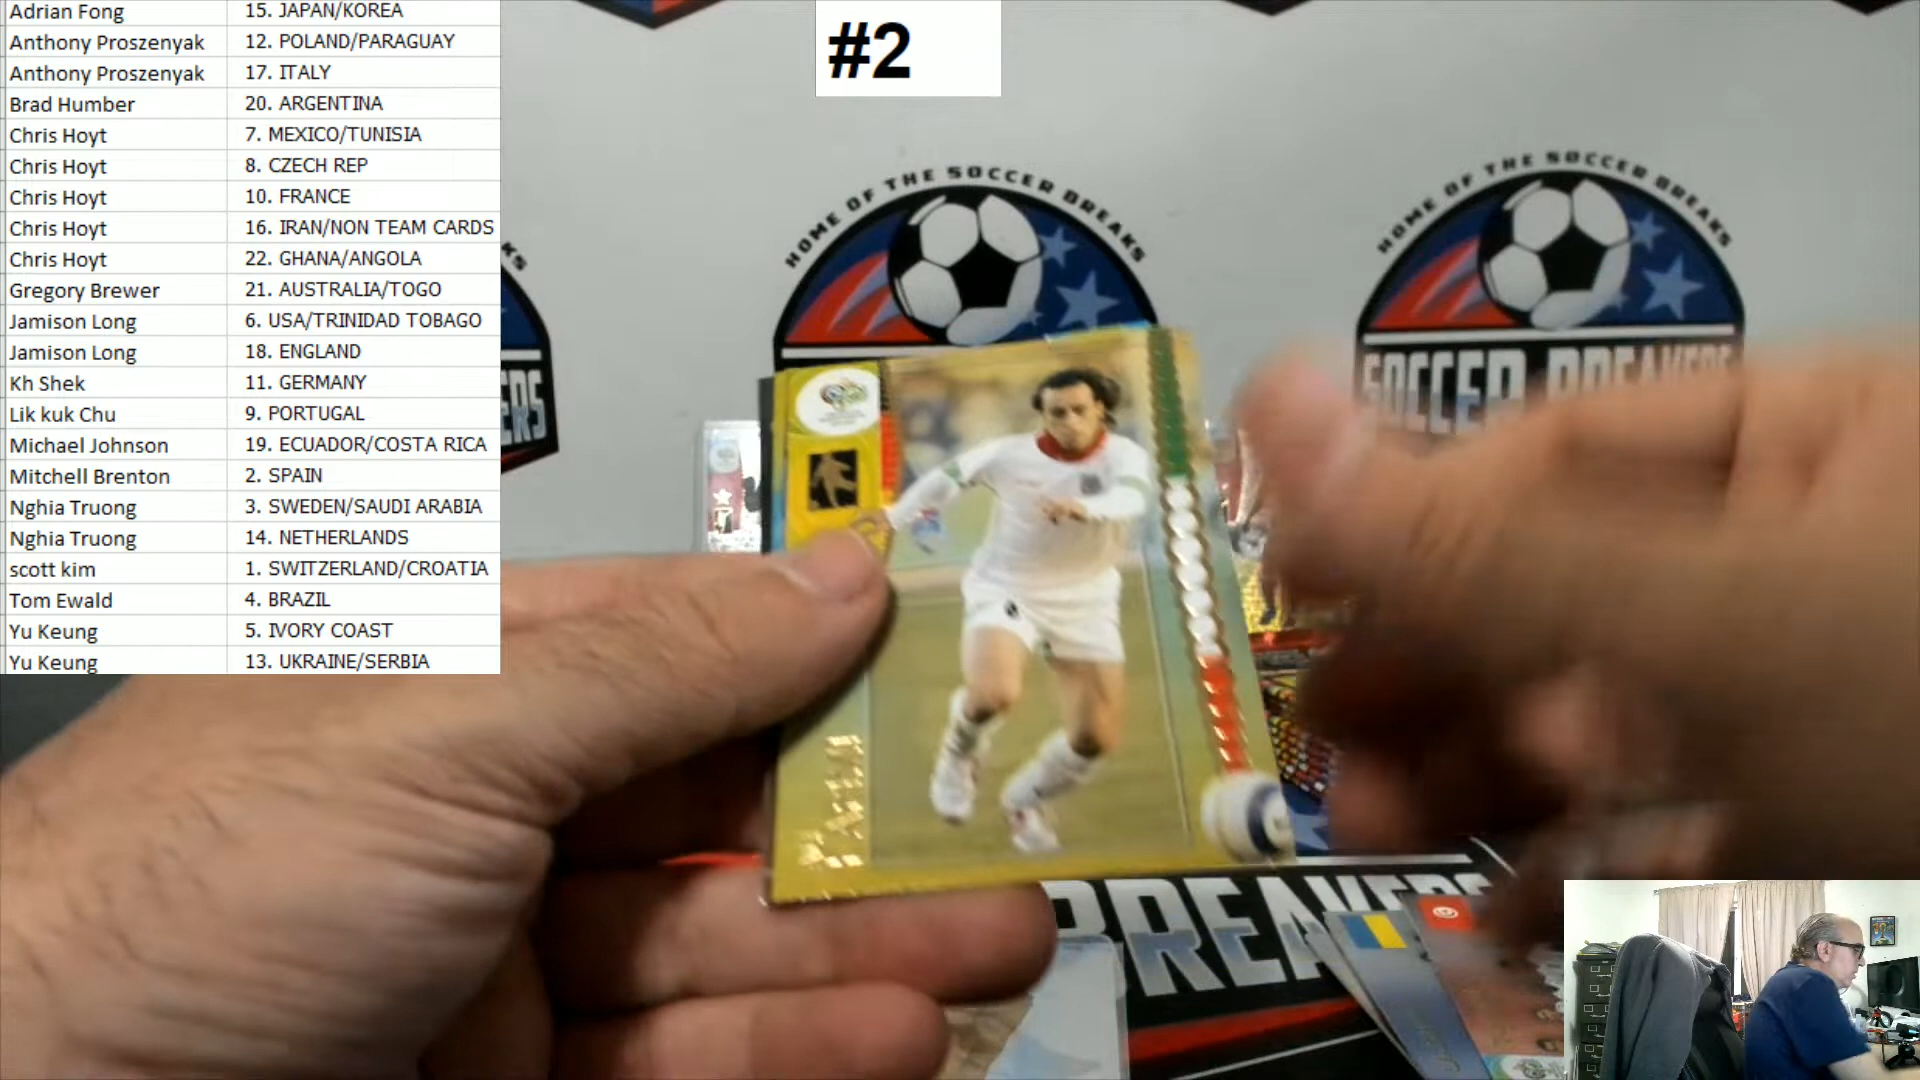 Adrian Fong 15. JAPAN/KOREA
Anthony Proszenyak 12. POLAND/PARAGUAY
Anthony Proszenyak 17. ITALY
Brad Humber 20. ARGENTINA
Chris Hoyt 7. MEXICO/TUNISIA
Chris Hoyt 8. CZECH REP
Chris Hoyt 10. FRANCE
Chris Hoyt 16. IRAN/NON TEAM CARDS
Chris Hoyt 22. GHANA/ANGOLA
Gregory Brewer 21. AUSTRALIA/TOGO
Jamison Long 6. USA/TRINIDAD TOBAGO
Jamison Long 18. ENGLAND
Kh Shek 11. GERMANY
Lik kuk Chu 9. PORTUGAL
Michael Johnson 19. ECUADOR/COSTA RICA
Mitchell Brenton 2. SPAIN
Nghia Truong 3. SWEDEN/SAUDI ARABIA
Nghia Truong 14. NETHERLANDS
scott kim 1. SWITZERLAND/CROATIA
Tom Ewald 4. BRAZIL
Yu Keung 5. IVORY COAST
Yu Keung 13. UKRAINE/SERBIA
#2
HOME OF THE SOCCER BREAKS
HOME OF THE SOCCER BREAKS
SOCCER BREAKERS
BREAKERS